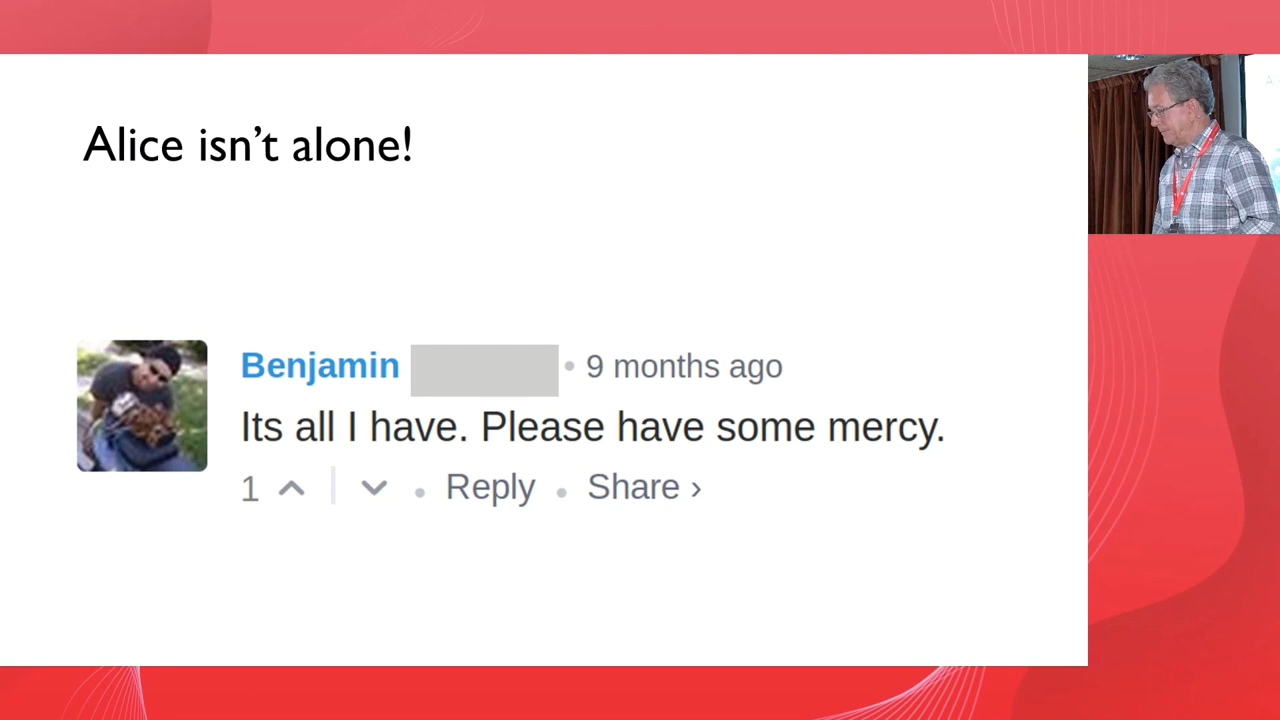 Alice isn’t alone!
Benjamin • 9 months ago
Its all I have. Please have some mercy.
1 • Reply • Share ›